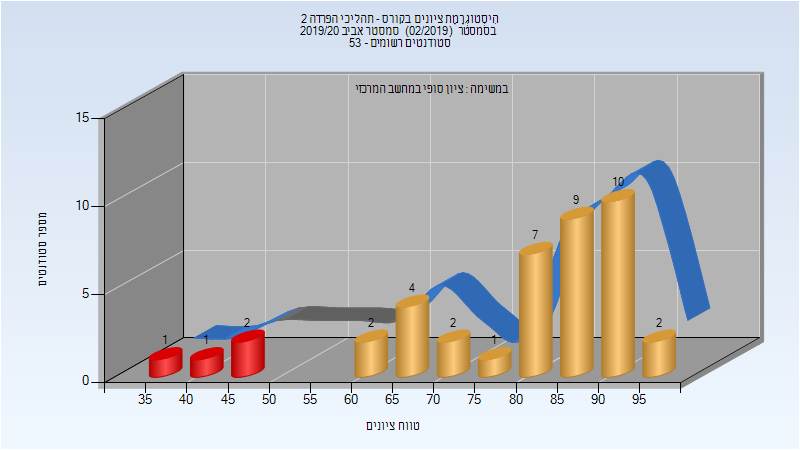 היסטוגרמת ציונים בקורס - תהליכי הפרדה 2
בסמסטר (02/2019) סמסטר אביב 2019/20
סטודנטים רשומים - 53
במשימה : ציון סופי במחשב המרכזי
מספר סטודנטים
15
10
5
0
1
1
2
2
4
2
1
7
9
10
2
35 40 45 50 55 60 65 70 75 80 85 90 95
טווח ציונים